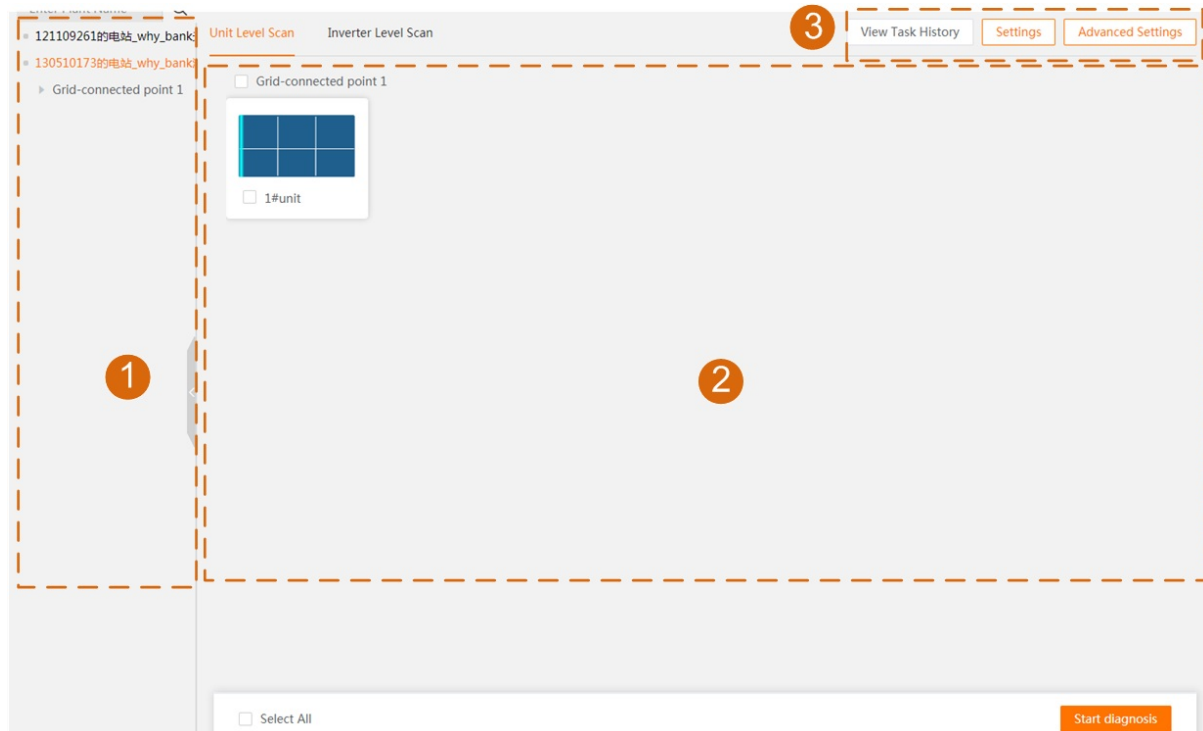 Enter Plant Name
121109261的电站_why_bank
130510173的电站_why_bank
Grid-connected point 1
Unit Level Scan
Inverter Level Scan
3
View Task History
Settings
Advanced Settings
Grid-connected point 1
1#unit
1
2
Select All
Start diagnosis